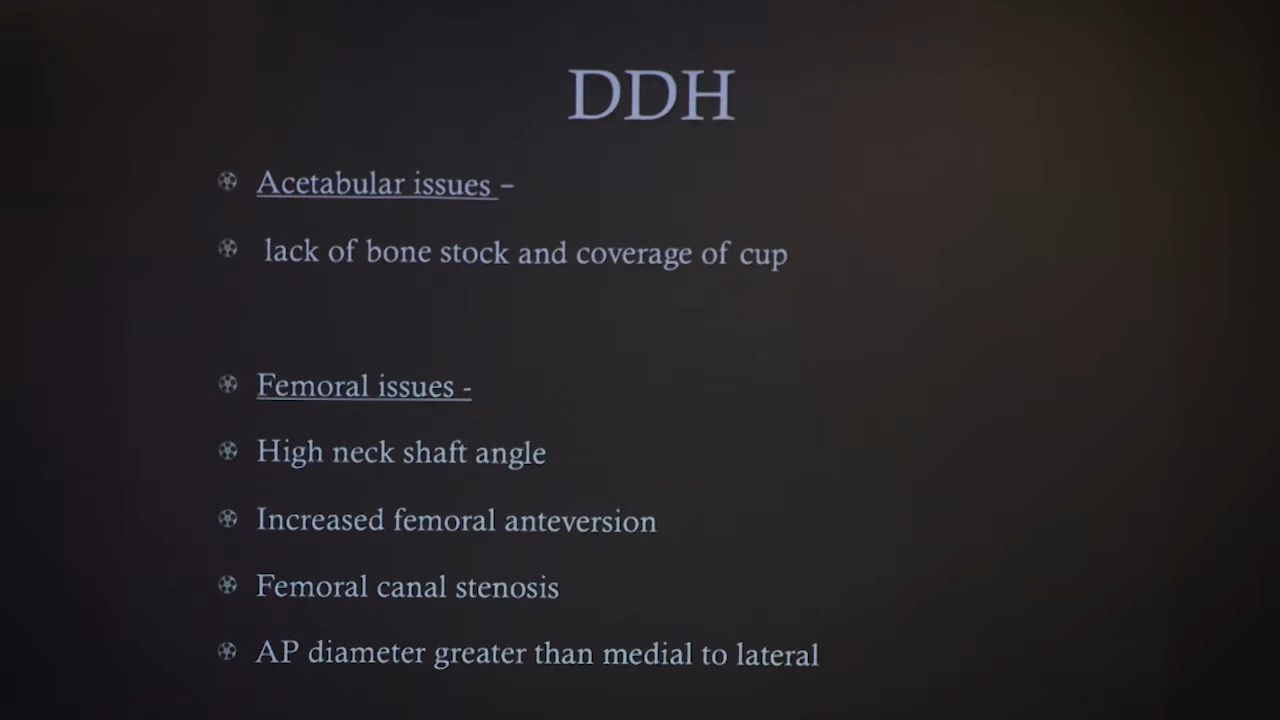 DDH
Acetabular issues –
lack of bone stock and coverage of cup
Femoral issues -
High neck shaft angle
Increased femoral anteversion
Femoral canal stenosis
AP diameter greater than medial to lateral